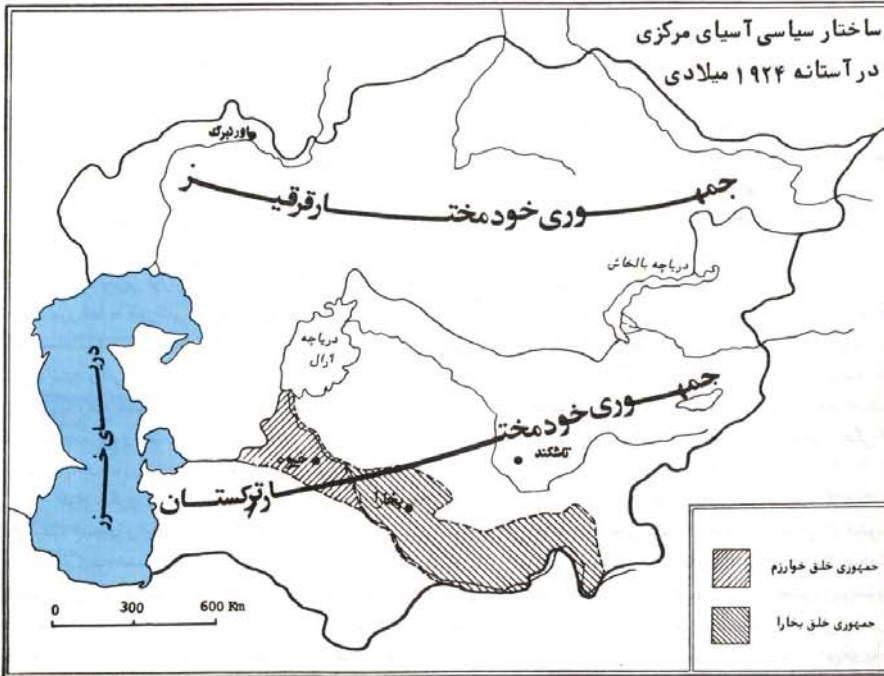 ساختار سیاسی آسیای مرکزی
در آستانه ۱۹۲۴ میلادی
جمهوری خودمختار قرقیز
دریاچه بالخاش
دریاچه
آرال
دریای خزر
جمهوری خودمختار ترکستان
تاشکند
خیوه
بخارا
0 300 600 Km
جمهوری خلق خوارزم
جمهوری خلق بخارا